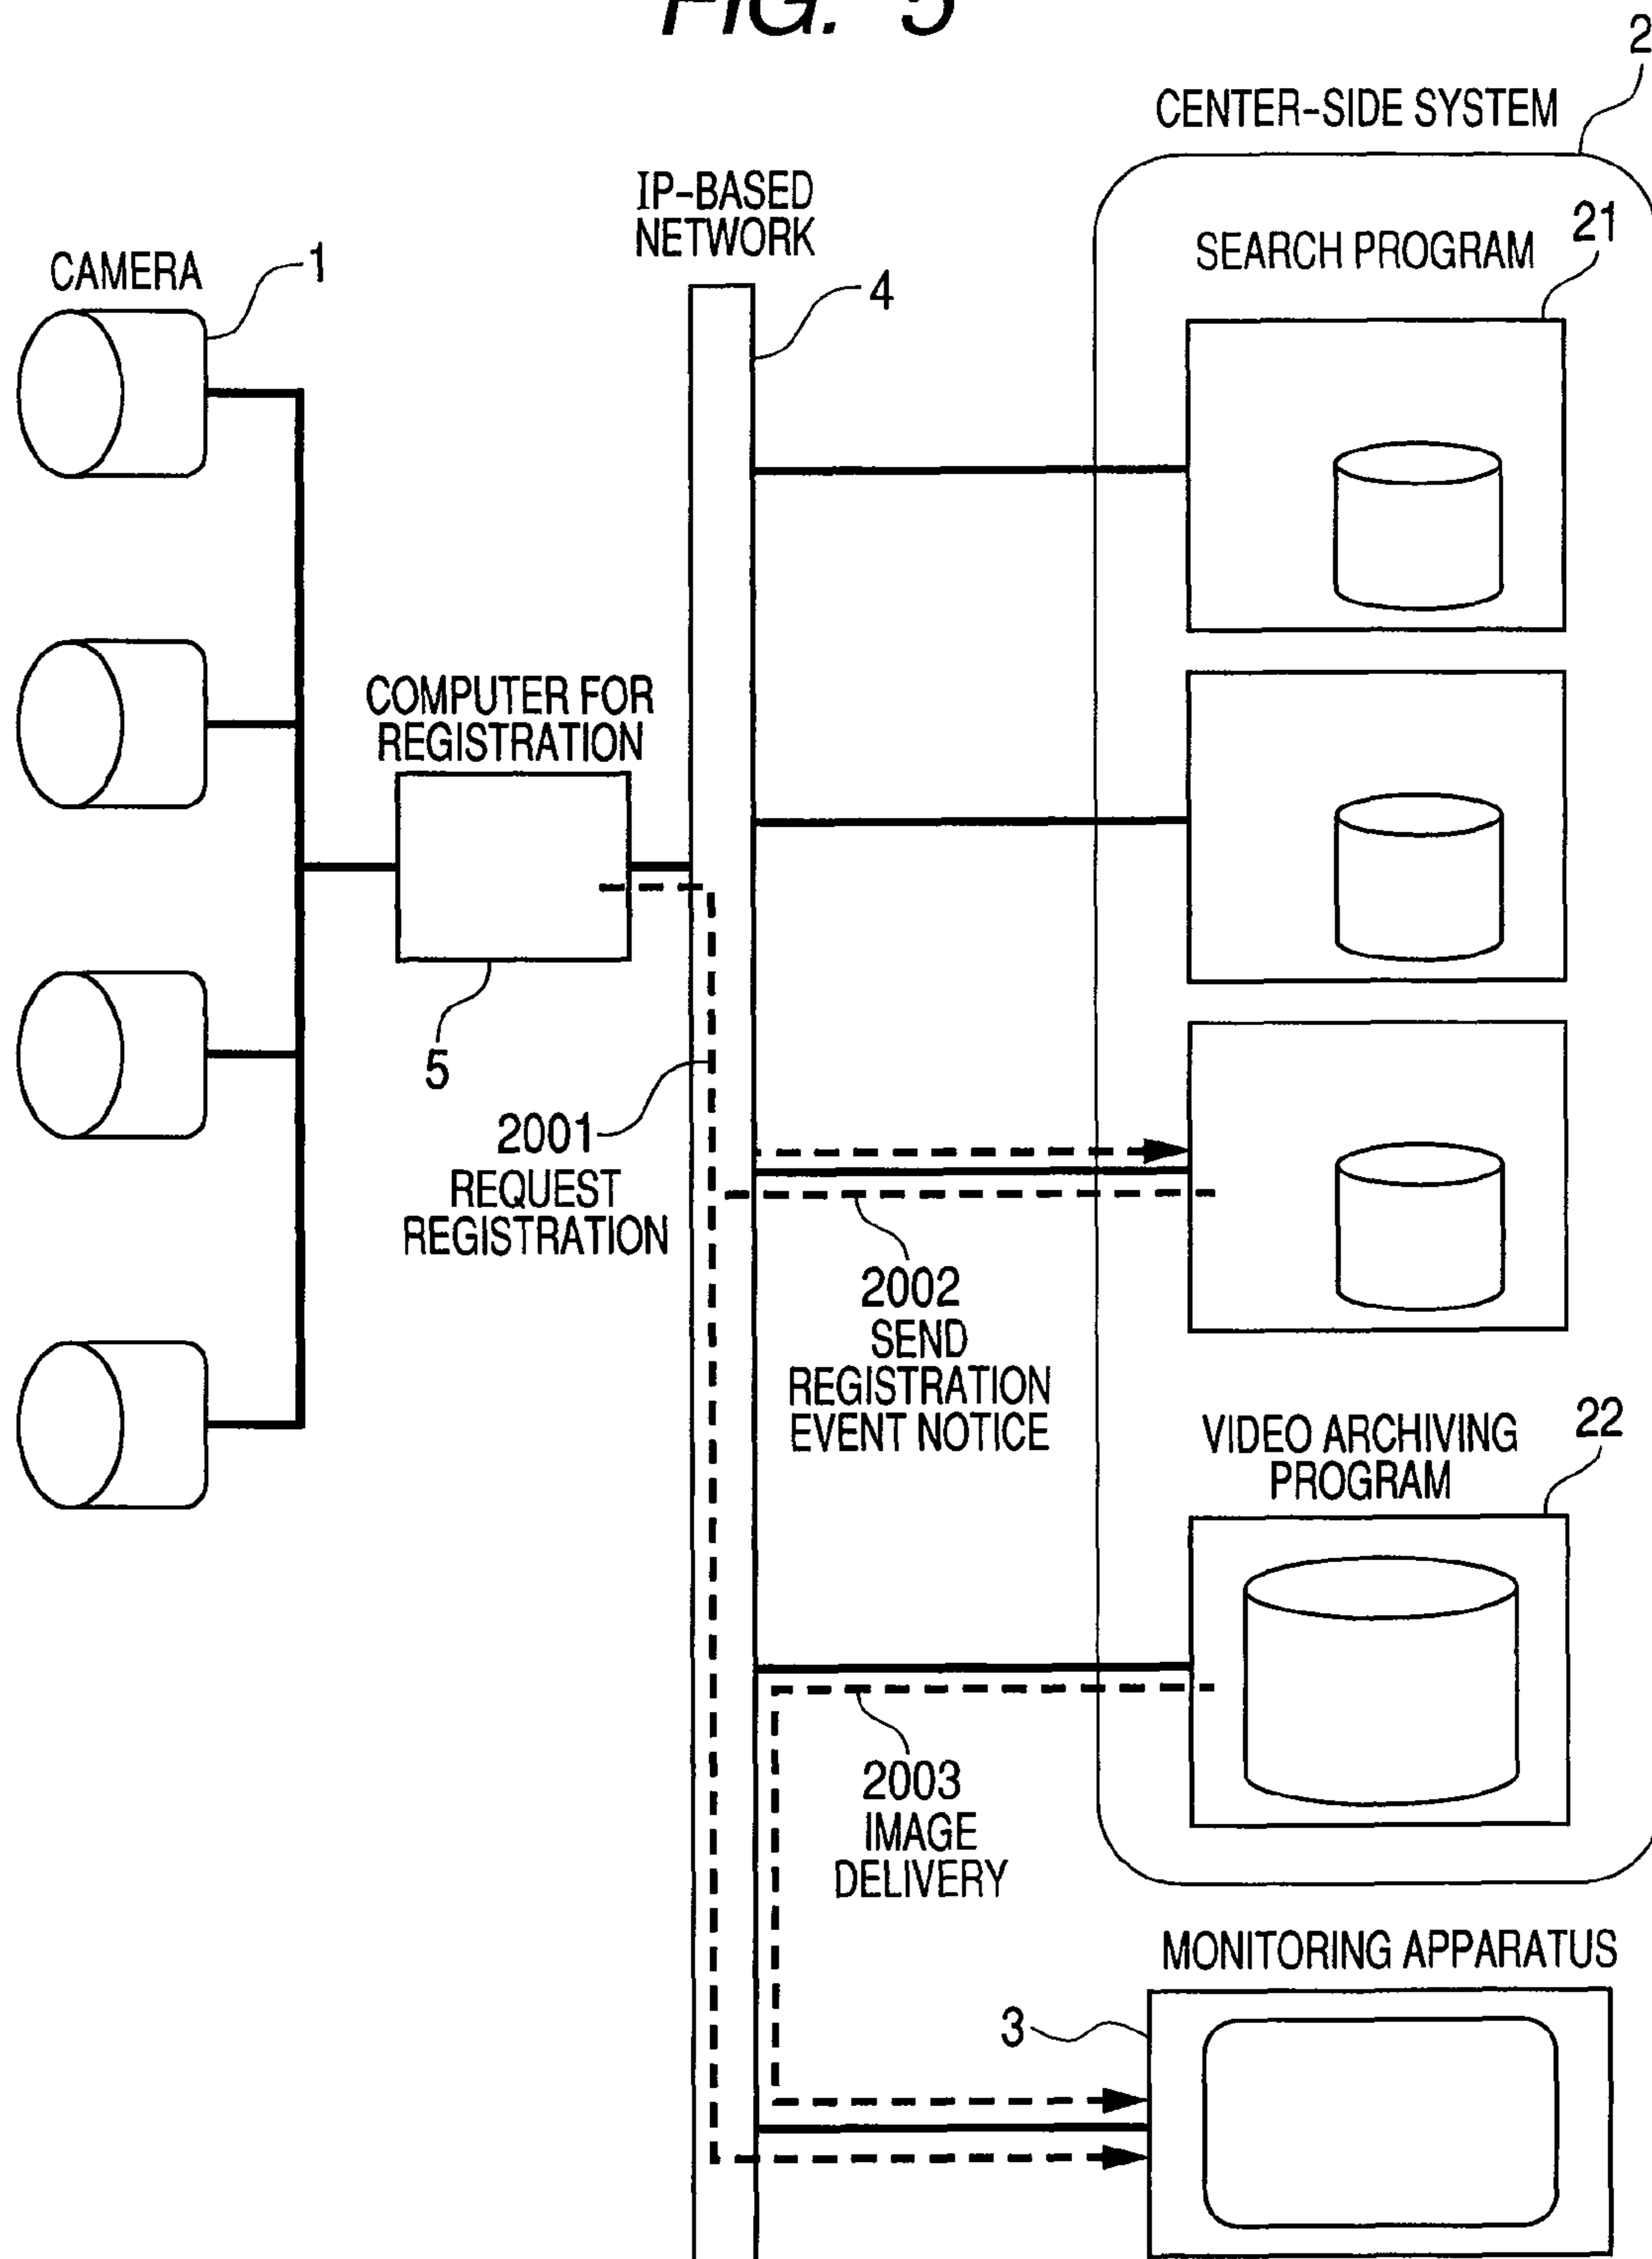 FIG. 5
2
CENTER-SIDE SYSTEM
IP-BASED
NETWORK
21
SEARCH PROGRAM
CAMERA
1
4
COMPUTER FOR
REGISTRATION
5
2001
REQUEST
REGISTRATION
2002
SEND
REGISTRATION
EVENT NOTICE
22
VIDEO ARCHIVING
PROGRAM
2003
IMAGE
DELIVERY
MONITORING APPARATUS
3